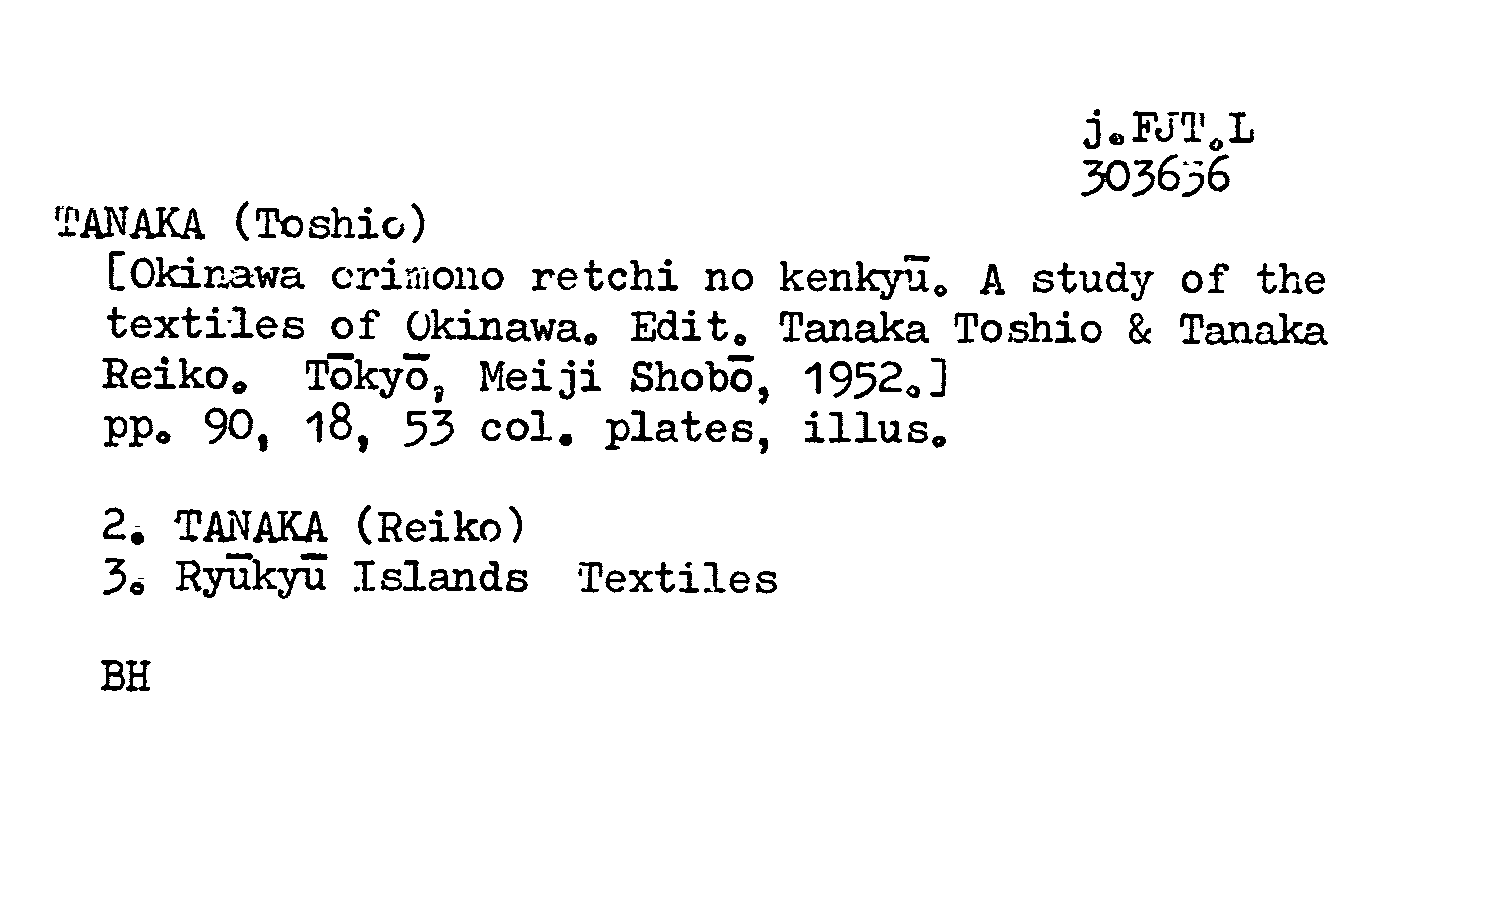 j.FJT.L
303656
TANAKA (Toshio)
[Okinawa orimono retchi no kenkyū. A study of the
textiles of Okinawa. Edit. Tanaka Toshio & Tanaka
Reiko. Tōkyō, Meiji Shobō, 1952.]
pp. 90, 18, 53 col. plates, illus.
2. TANAKA (Reiko)
3. Ryūkyū Islands Textiles
BH